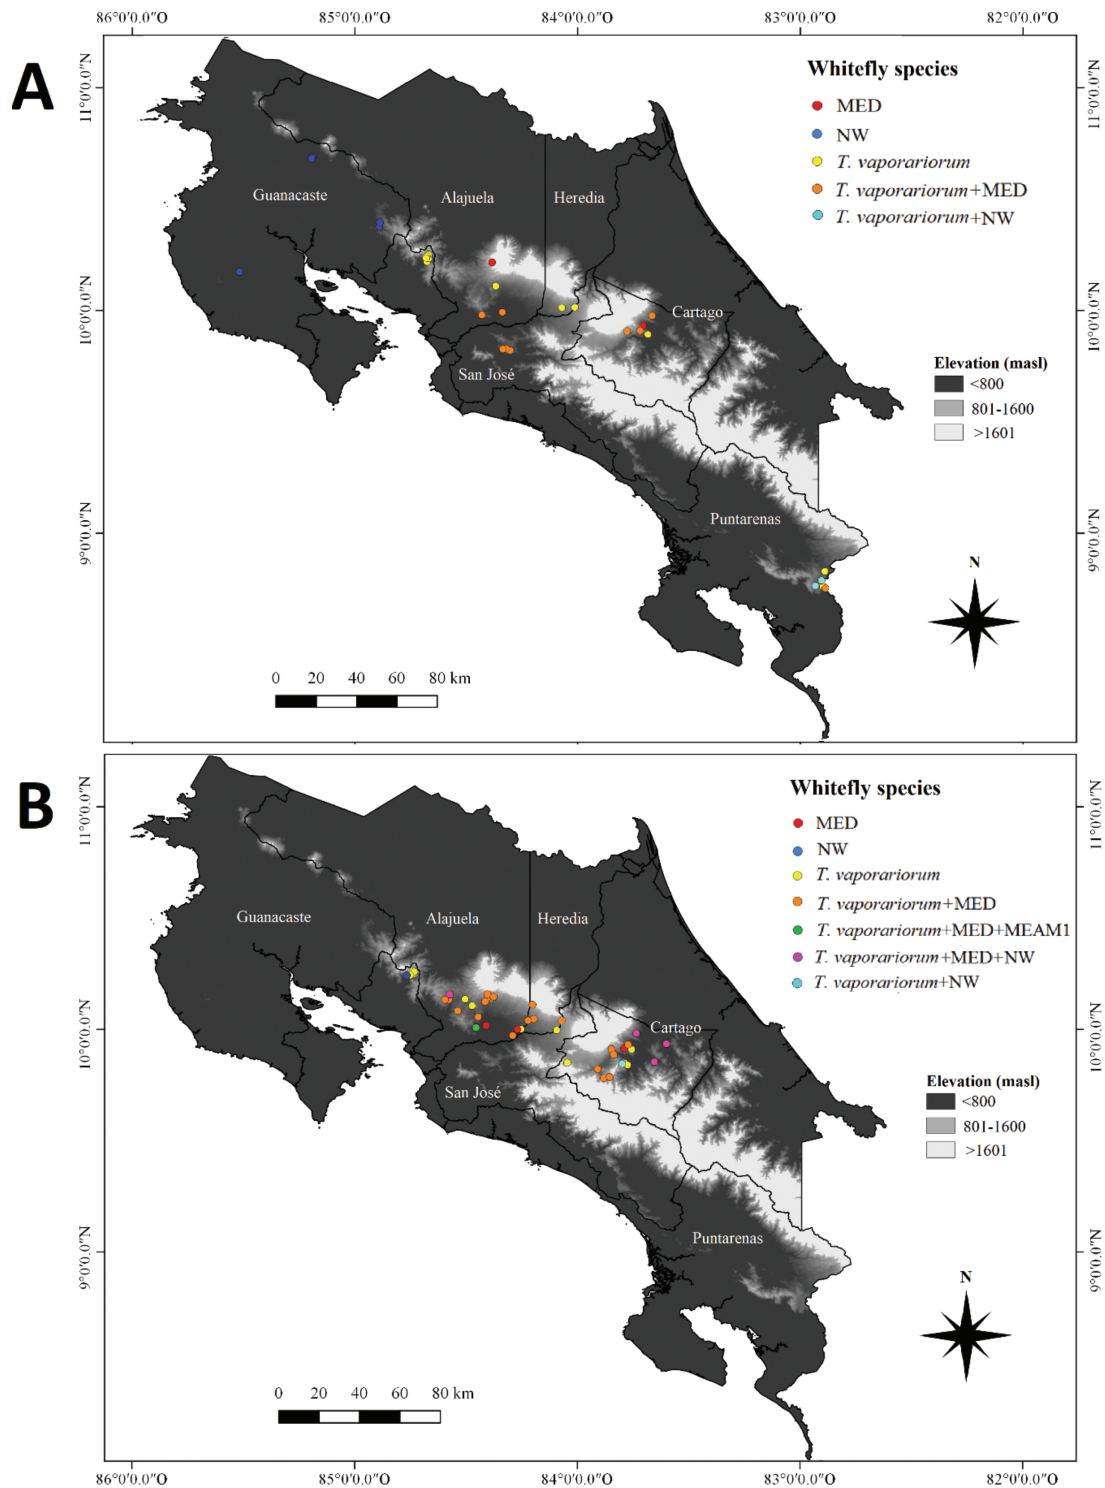 86°0'0.0"W 85°0'0.0"W 84°0'0.0"W 83°0'0.0"W 82°0'0.0"W
A
11°0'0.0"N
10°0'0.0"N
9°0'0.0"N
11°0'0.0"N
10°0'0.0"N
9°0'0.0"N
Whitefly species
MED
NW
T. vaporariorum
T. vaporariorum+MED
T. vaporariorum+NW
Guanacaste
Alajuela
Heredia
Cartago
San José
Puntarenas
Elevation (masl)
<800
801-1600
>1601
N
0 20 40 60 80 km
B
11°0'0.0"N
10°0'0.0"N
9°0'0.0"N
11°0'0.0"N
10°0'0.0"N
9°0'0.0"N
Whitefly species
MED
NW
T. vaporariorum
T. vaporariorum+MED
T. vaporariorum+MED+MEAM1
T. vaporariorum+MED+NW
T. vaporariorum+NW
Guanacaste
Alajuela
Heredia
Cartago
San José
Puntarenas
Elevation (masl)
<800
801-1600
>1601
N
0 20 40 60 80 km
86°0'0.0"W 85°0'0.0"W 84°0'0.0"W 83°0'0.0"W 82°0'0.0"W